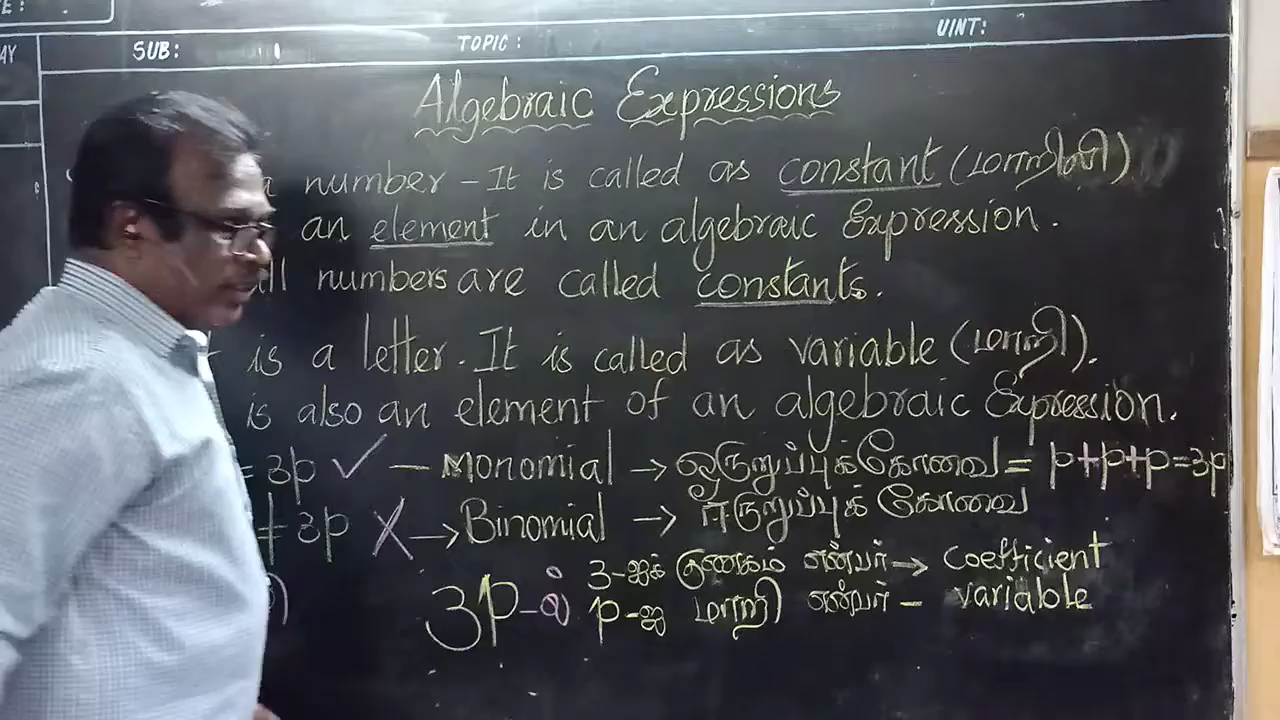 SUB:
TOPIC:
UINT:
Algebraic Expressions
a number - It is called as constant (மாறிலி)
an element in an algebraic Expression.
all numbers are called constants.
is a letter. It is called as variable (மாறி).
is also an element of an algebraic Expression.
= 3p ✓ - Monomial → ஒருறுப்புக்கோவை = p+p+p=3p
≠ 3p X → Binomial → ஈருறுப்புக் கோவை
3p-ல் 3-ஐக் குணகம் என்பர் → coefficient
p-ஐ மாறி என்பர் - variable